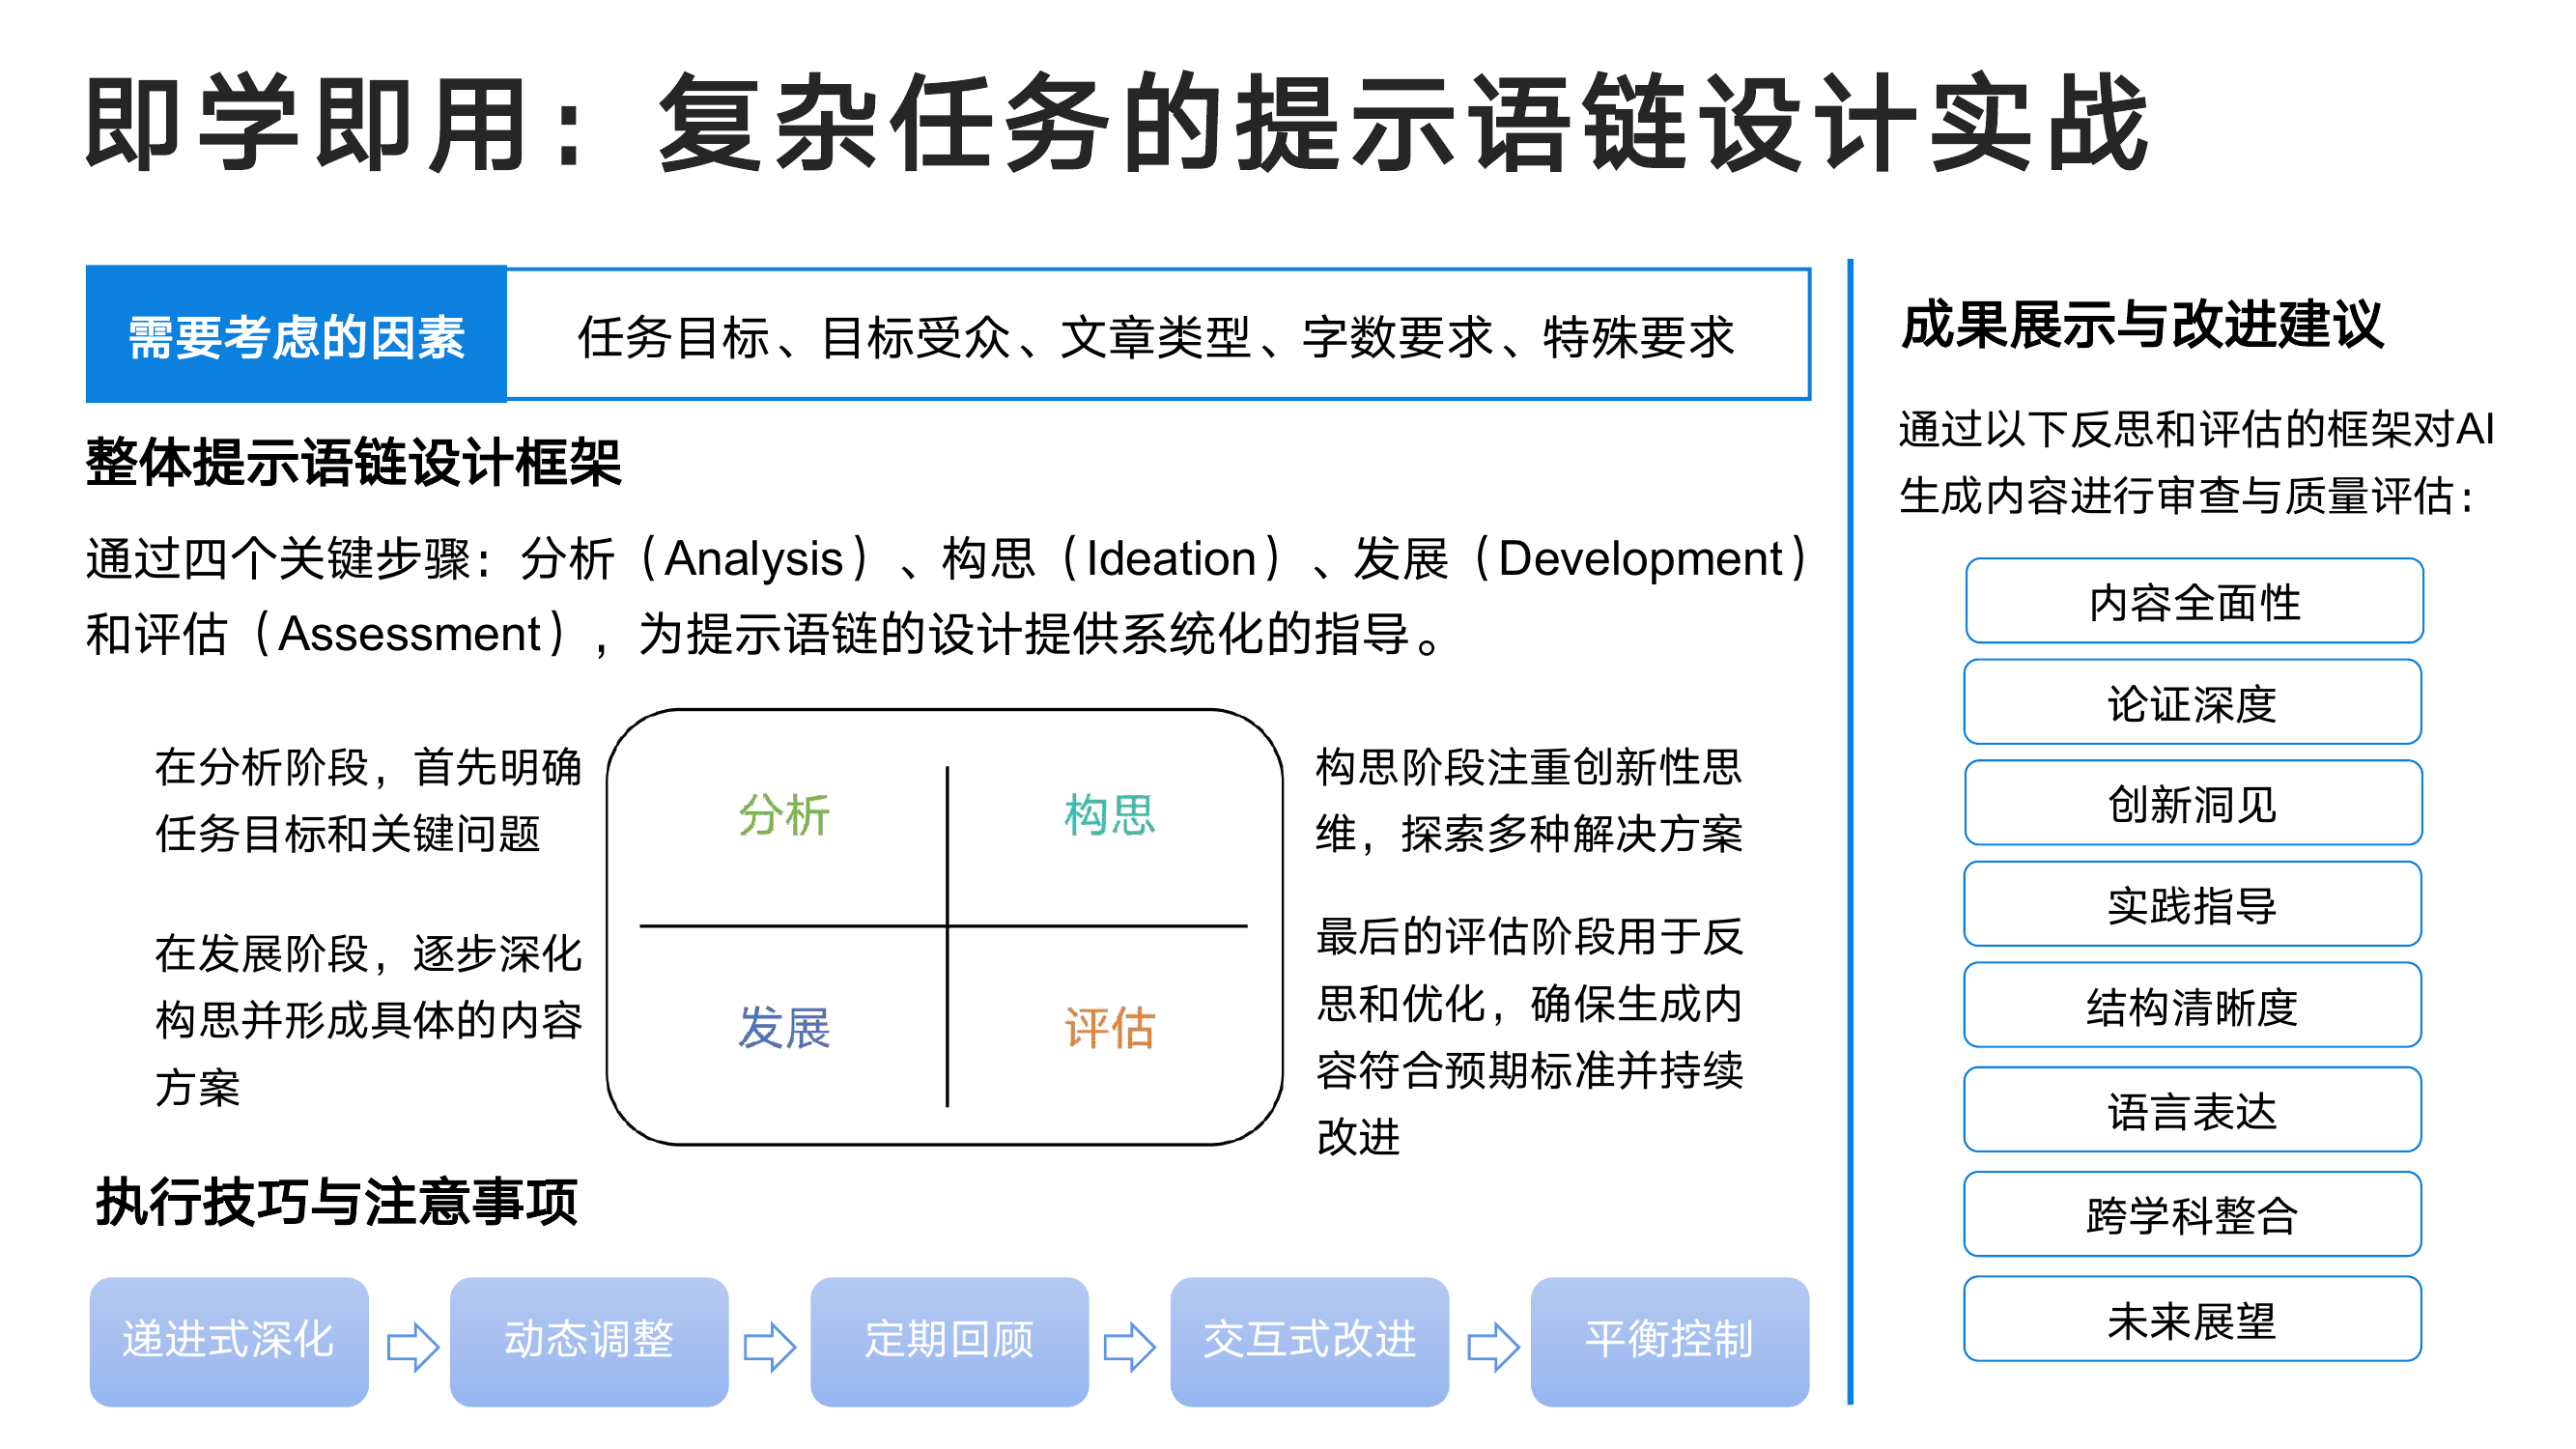 即学即用：复杂任务的提示语链设计实战
需要考虑的因素
任务目标、目标受众、文章类型、字数要求、特殊要求
整体提示语链设计框架
通过四个关键步骤：分析（Analysis）、构思（Ideation）、发展（Development）
和评估（Assessment），为提示语链的设计提供系统化的指导。
在分析阶段，首先明确
任务目标和关键问题
在发展阶段，逐步深化
构思并形成具体的内容
方案
分析
构思
发展
评估
构思阶段注重创新性思
维，探索多种解决方案
最后的评估阶段用于反
思和优化，确保生成内
容符合预期标准并持续
改进
执行技巧与注意事项
递进式深化
动态调整
定期回顾
交互式改进
平衡控制
成果展示与改进建议
通过以下反思和评估的框架对AI
生成内容进行审查与质量评估：
内容全面性
论证深度
创新洞见
实践指导
结构清晰度
语言表达
跨学科整合
未来展望